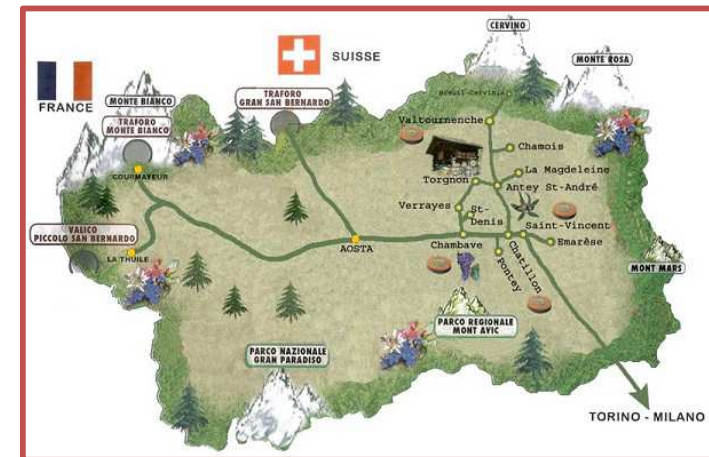 CERVINO
SUISSE
MONTE ROSA
FRANCE
MONTE BIANCO
TRAFORO
GRAN SAN BERNARDO
Breuil-Cervinia
TRAFORO
MONTE BIANCO
Valtournenche
Chamois
COURMAYEUR
La Magdeleine
Torgnon
Antey St-André
Verrayes
St-
Denis
Saint-Vincent
VALICO
PICCOLO SAN BERNARDO
AOSTA
Chambave
Emarèse
LA THUILE
Pontey
Chatillon
MONT MARS
PARCO REGIONALE
MONT AVIC
PARCO NAZIONALE
GRAN PARADISO
TORINO - MILANO